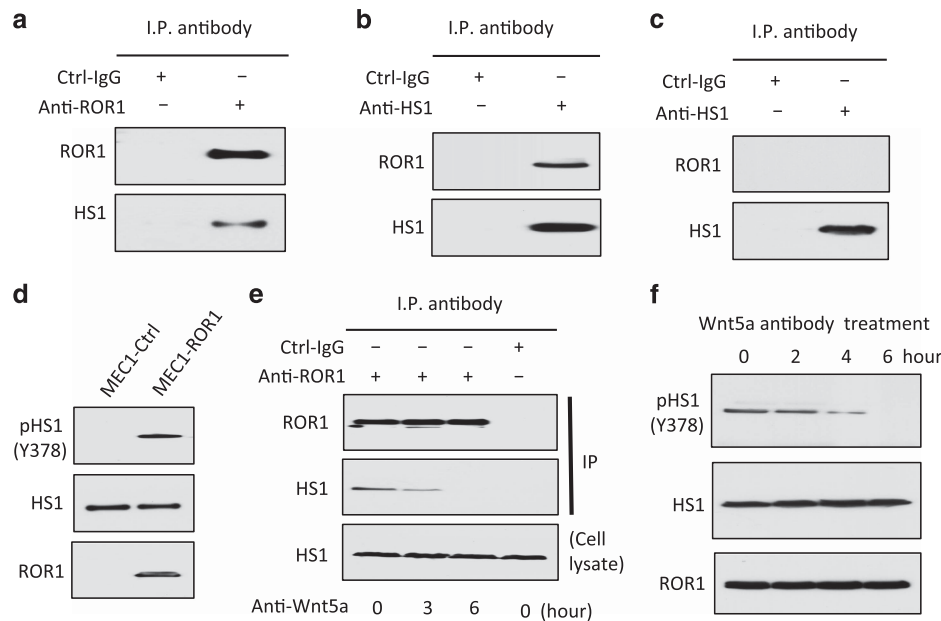 a
I.P. antibody
Ctrl-IgG + –
Anti-ROR1 – +
ROR1
HS1
b
I.P. antibody
Ctrl-IgG + –
Anti-HS1 – +
ROR1
HS1
c
I.P. antibody
Ctrl-IgG + –
Anti-HS1 – +
ROR1
HS1
d
MEC1-Ctrl
MEC1-ROR1
pHS1
(Y378)
HS1
ROR1
e
I.P. antibody
Ctrl-IgG – – – +
Anti-ROR1 + + + –
ROR1
HS1
IP
HS1
(Cell
lysate)
Anti-Wnt5a 0 3 6 0 (hour)
f
Wnt5a antibody treatment
0 2 4 6 hour
pHS1
(Y378)
HS1
ROR1